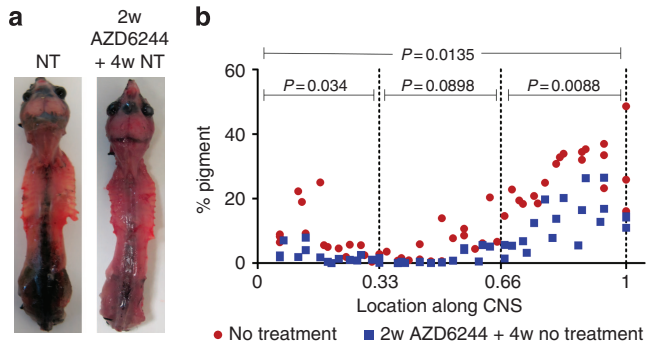 a
NT
2w
AZD6244
+ 4w NT
b
P = 0.0135
P = 0.034
P = 0.0898
P = 0.0088
% pigment
60
40
20
0
0
0.33
0.66
1
Location along CNS
No treatment
2w AZD6244 + 4w no treatment